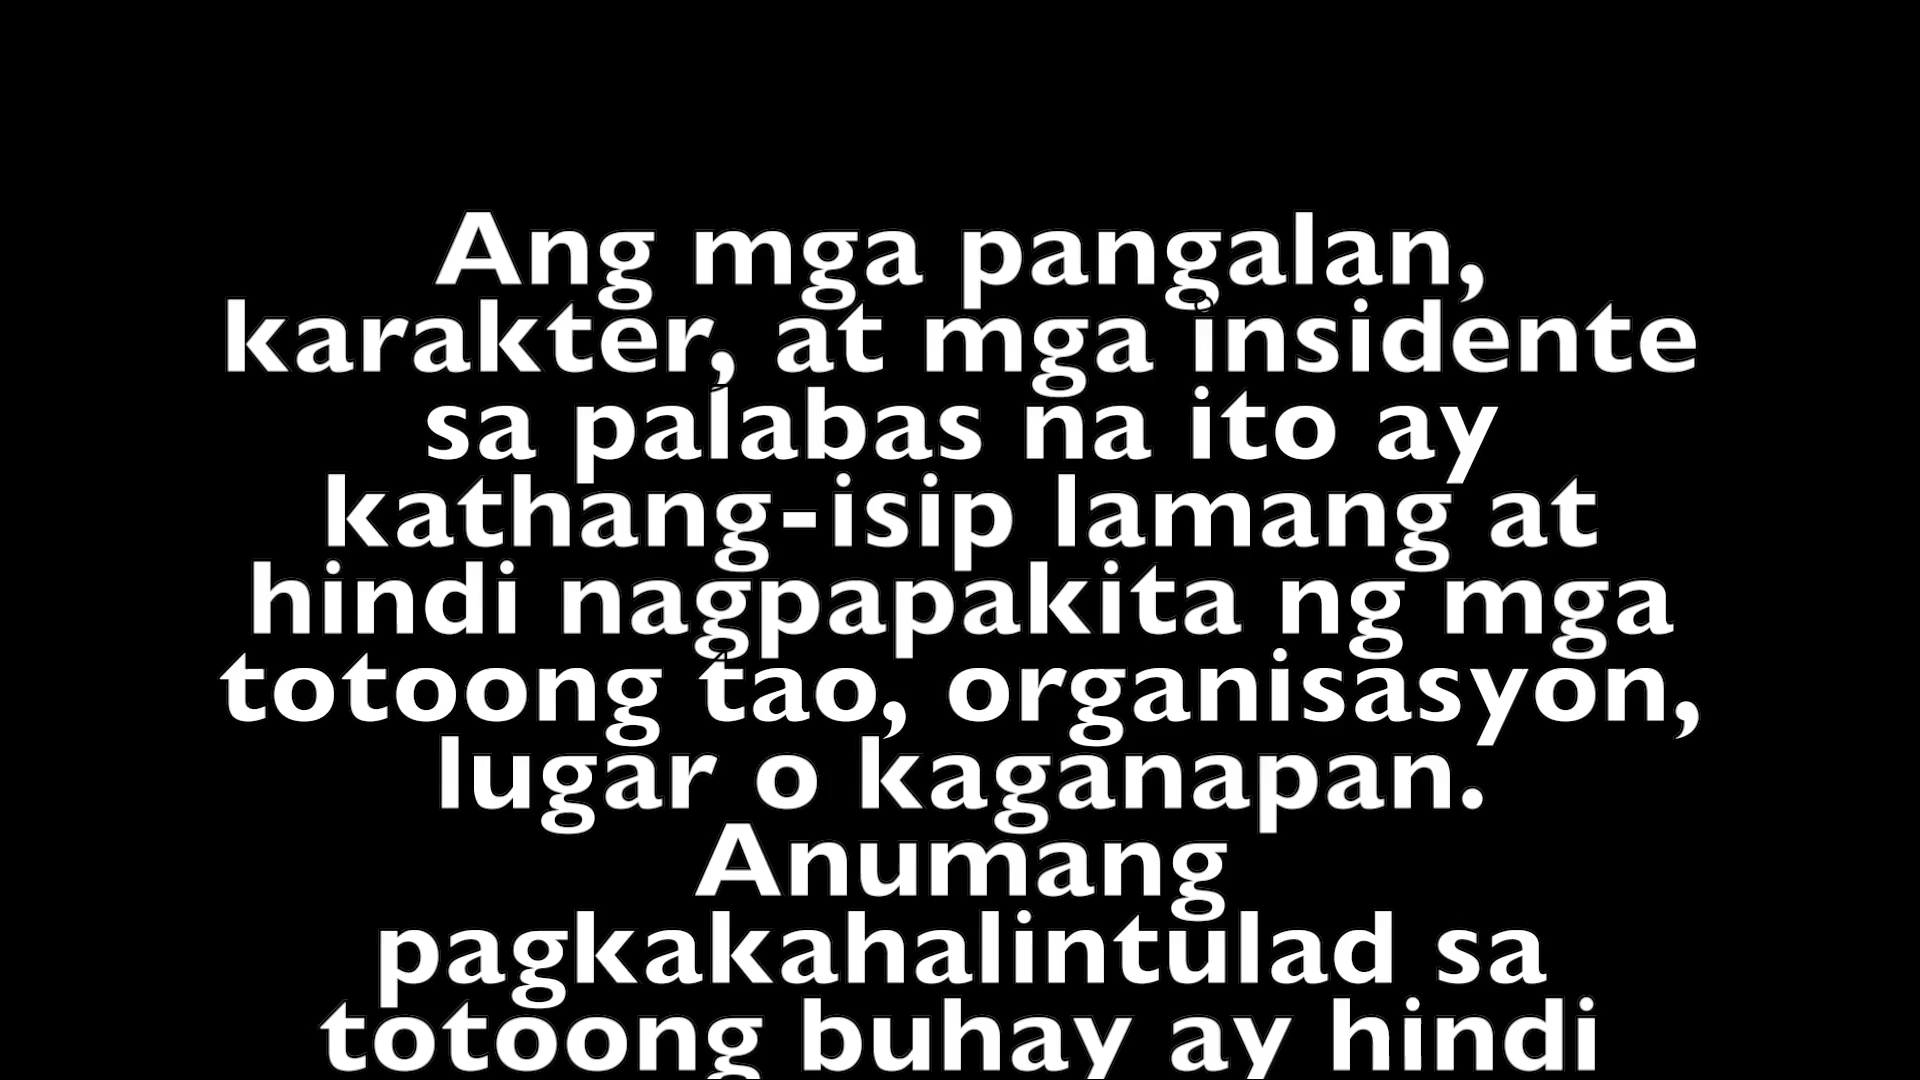 Ang mga pangalan,
karakter, at mga insidente
sa palabas na ito ay
kathang-isip lamang at
hindi nagpapakita ng mga
totoong tao, organisasyon,
lugar o kaganapan.
Anumang
pagkakahalintulad sa
totoong buhay ay hindi